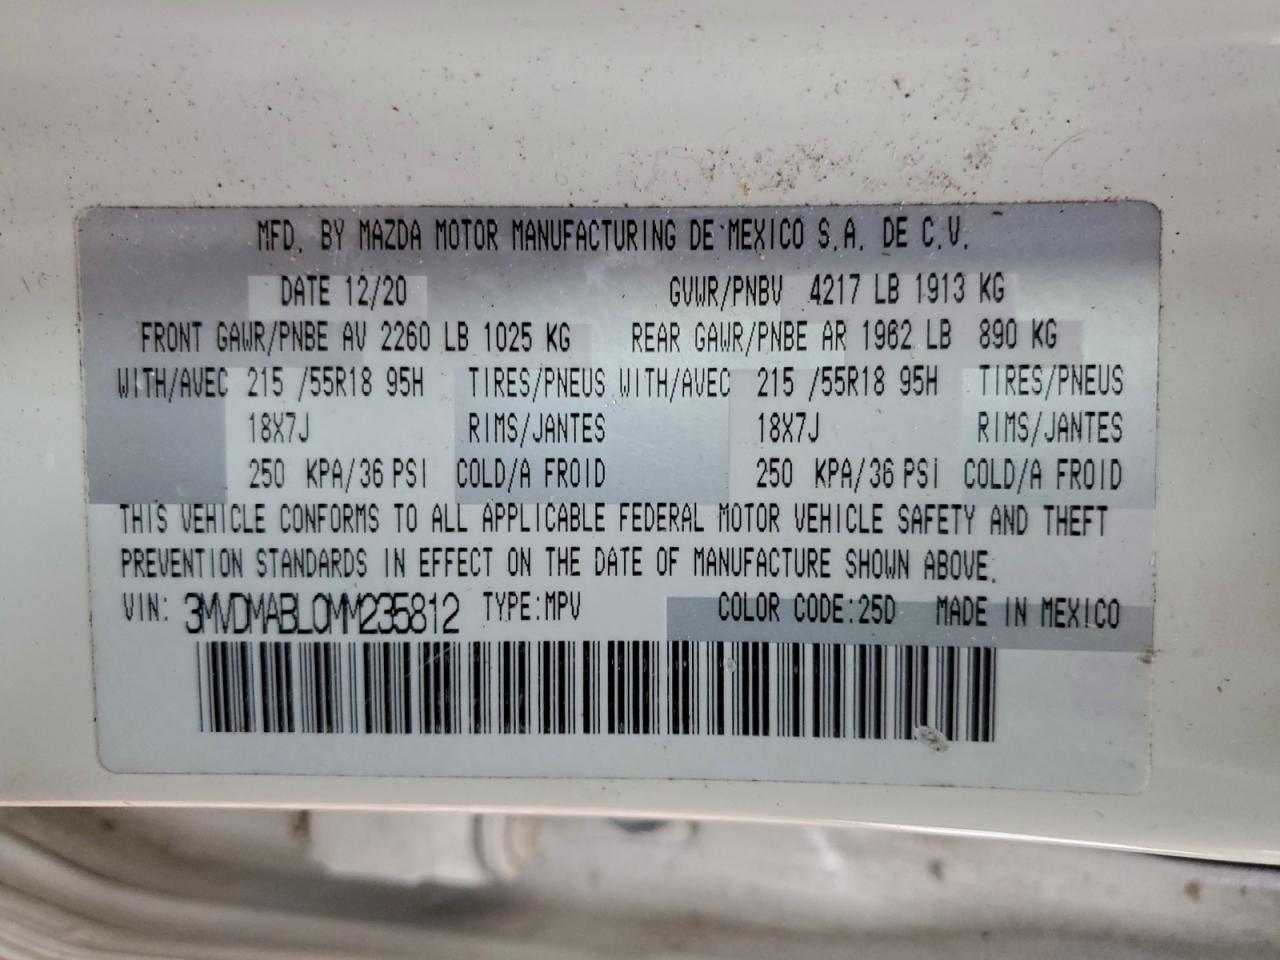 MFD. BY MAZDA MOTOR MANUFACTURING DE MEXICO S.A. DE C.V.
DATE 12/20 GVWR/PNBV 4217 LB 1913 KG
FRONT GAWR/PNBE AV 2260 LB 1025 KG REAR GAWR/PNBE AR 1962 LB 890 KG
WITH/AVEC 215 /55R18 95H TIRES/PNEUS WITH/AVEC 215 /55R18 95H TIRES/PNEUS
18X7J RIMS/JANTES 18X7J RIMS/JANTES
250 KPA/36 PSI COLD/A FROID 250 KPA/36 PSI COLD/A FROID
THIS VEHICLE CONFORMS TO ALL APPLICABLE FEDERAL MOTOR VEHICLE SAFETY AND THEFT
PREVENTION STANDARDS IN EFFECT ON THE DATE OF MANUFACTURE SHOWN ABOVE.
VIN: 3MVDMABL0MM235812 TYPE:MPV COLOR CODE:25D MADE IN MEXICO